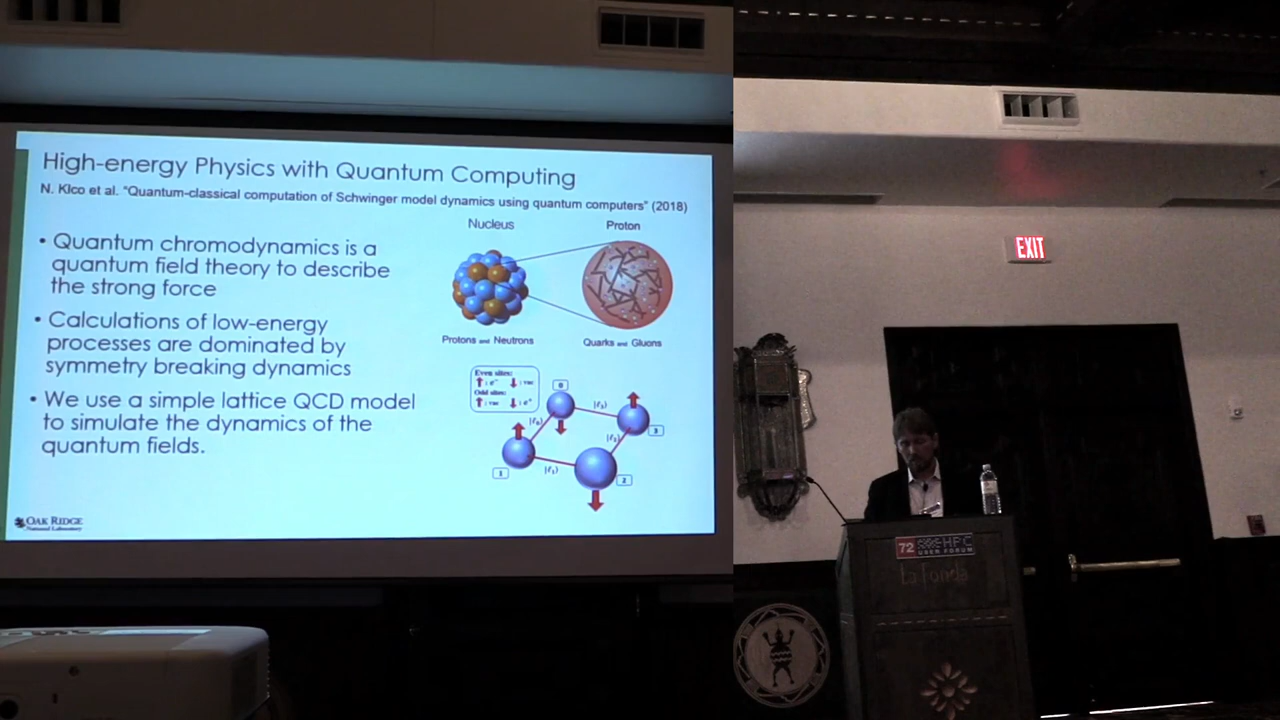 High-energy Physics with Quantum Computing
N. Klco et al. "Quantum-classical computation of Schwinger model dynamics using quantum computers" (2018)
• Quantum chromodynamics is a
quantum field theory to describe
the strong force
• Calculations of low-energy
processes are dominated by
symmetry breaking dynamics
• We use a simple lattice QCD model
to simulate the dynamics of the
quantum fields.
Nucleus
Proton
Protons and Neutrons
Quarks and Gluons
Even sites:
: e⁻ : vac
Odd sites:
: vac : e⁺
0
1
2
3
OAK RIDGE
National Laboratory
EXIT
72 HPC
USER FORUM
La Fonda